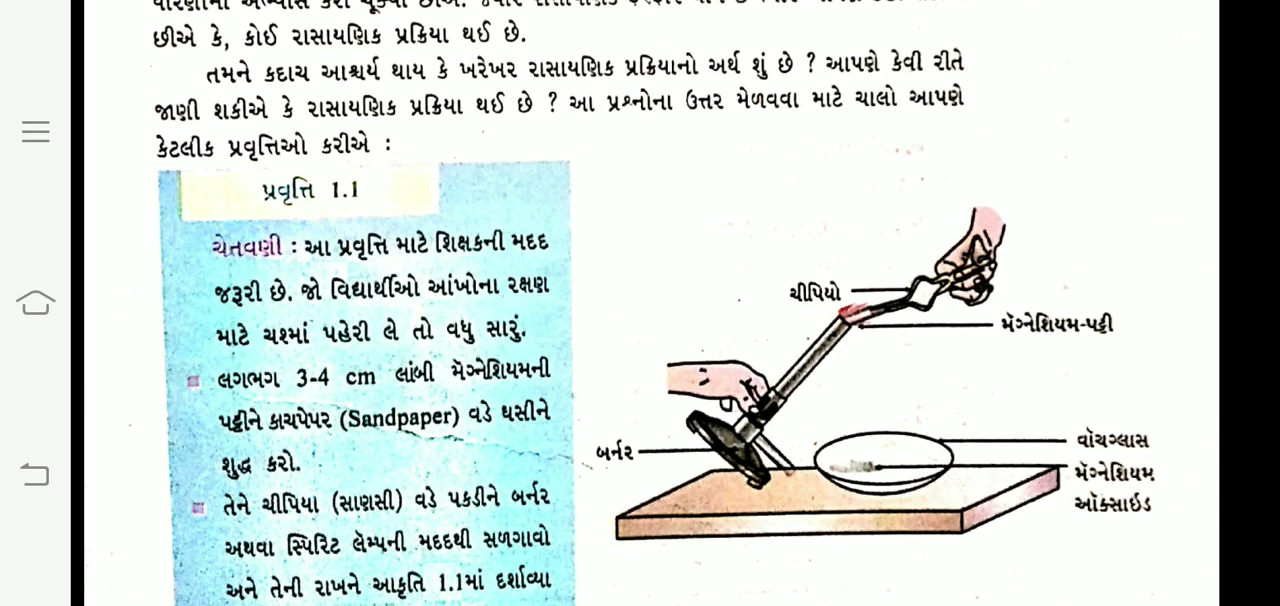 છીએ કે, કોઈ રાસાયણિક પ્રક્રિયા થઈ છે.
તમને કદાચ આશ્ચર્ય થાય કે ખરેખર રાસાયણિક પ્રક્રિયાનો અર્થ શું છે ? આપણે કેવી રીતે
જાણી શકીએ કે રાસાયણિક પ્રક્રિયા થઈ છે ? આ પ્રશ્નોના ઉત્તર મેળવવા માટે ચાલો આપણે
કેટલીક પ્રવૃત્તિઓ કરીએ :
પ્રવૃત્તિ 1.1
ચેતવણી : આ પ્રવૃત્તિ માટે શિક્ષકની મદદ
જરૂરી છે. જો વિદ્યાર્થીઓ આંખોના રક્ષણ
માટે ચશ્માં પહેરી લે તો વધુ સારું.
લગભગ 3-4 cm લાંબી મૅગ્નેશિયમની
પટ્ટીને કાચપેપર (Sandpaper) વડે ઘસીને
શુદ્ધ કરો.
તેને ચીપિયા (સાણસી) વડે પકડીને બર્નર
અથવા સ્પિરિટ લૅમ્પની મદદથી સળગાવો
અને તેની રાખને આકૃતિ 1.1માં દર્શાવ્યા
ચીપિયો
મૅગ્નેશિયમ-પટ્ટી
બર્નર
વૉચગ્લાસ
મૅગ્નેશિયમ
ઑક્સાઇડ